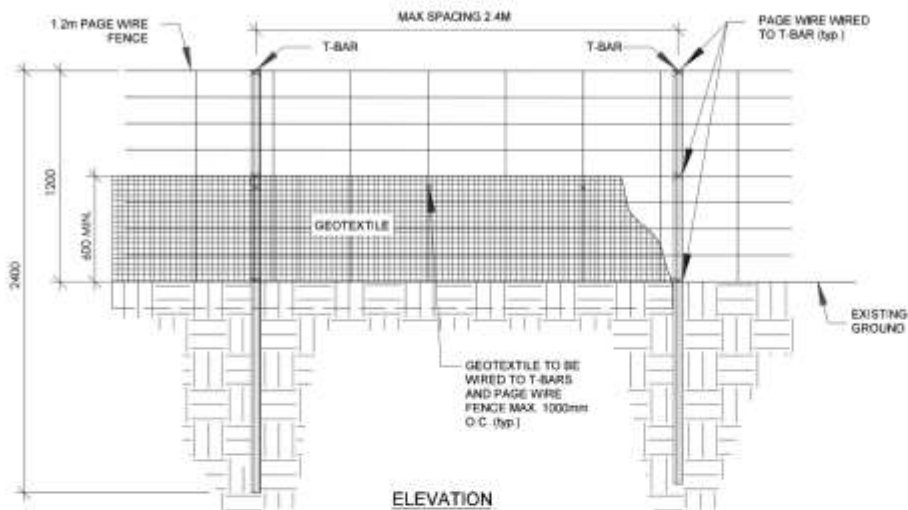 MAX SPACING 2.4M
1.2m PAGE WIRE
FENCE
T-BAR
T-BAR
PAGE WIRE WIRED
TO T-BAR (typ.)
2400
1200
600 MIN.
GEOTEXTILE
EXISTING
GROUND
GEOTEXTILE TO BE
WIRED TO T-BARS
AND PAGE WIRE
FENCE MAX. 1000mm
O.C. (typ.)
ELEVATION